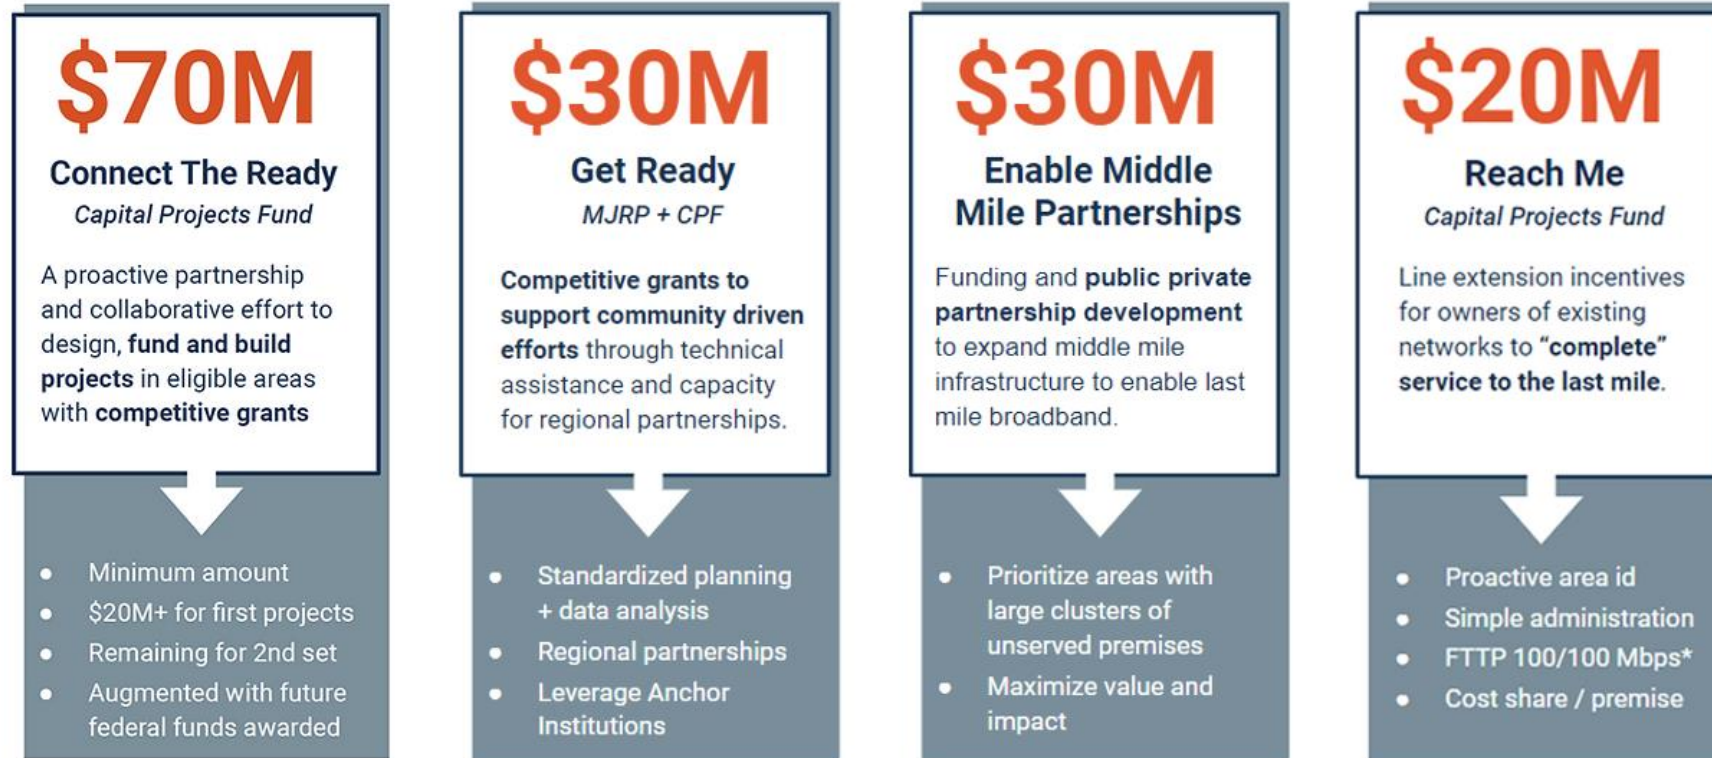 $70M
Connect The Ready
Capital Projects Fund
A proactive partnership
and collaborative effort to
design, fund and build
projects in eligible areas
with competitive grants
• Minimum amount
• $20M+ for first projects
• Remaining for 2nd set
• Augmented with future
federal funds awarded
$30M
Get Ready
MJRP + CPF
Competitive grants to
support community driven
efforts through technical
assistance and capacity
for regional partnerships.
• Standardized planning
+ data analysis
• Regional partnerships
• Leverage Anchor
Institutions
$30M
Enable Middle
Mile Partnerships
Funding and public private
partnership development
to expand middle mile
infrastructure to enable last
mile broadband.
• Prioritize areas with
large clusters of
unserved premises
• Maximize value and
impact
$20M
Reach Me
Capital Projects Fund
Line extension incentives
for owners of existing
networks to “complete”
service to the last mile.
• Proactive area id
• Simple administration
• FTTP 100/100 Mbps*
• Cost share / premise